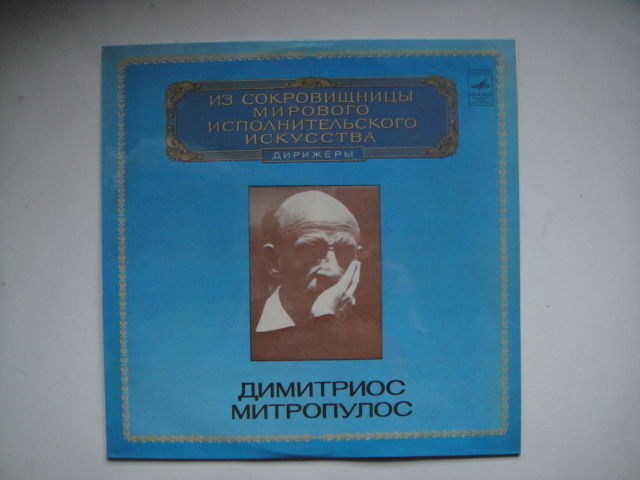 ИЗ СОКРОВИЩНИЦЫ
МИРОВОГО
ИСПОЛНИТЕЛЬСКОГО
ИСКУССТВА
ДИРИЖЕРЫ
ДИМИТРИОС
МИТРОПУЛОС